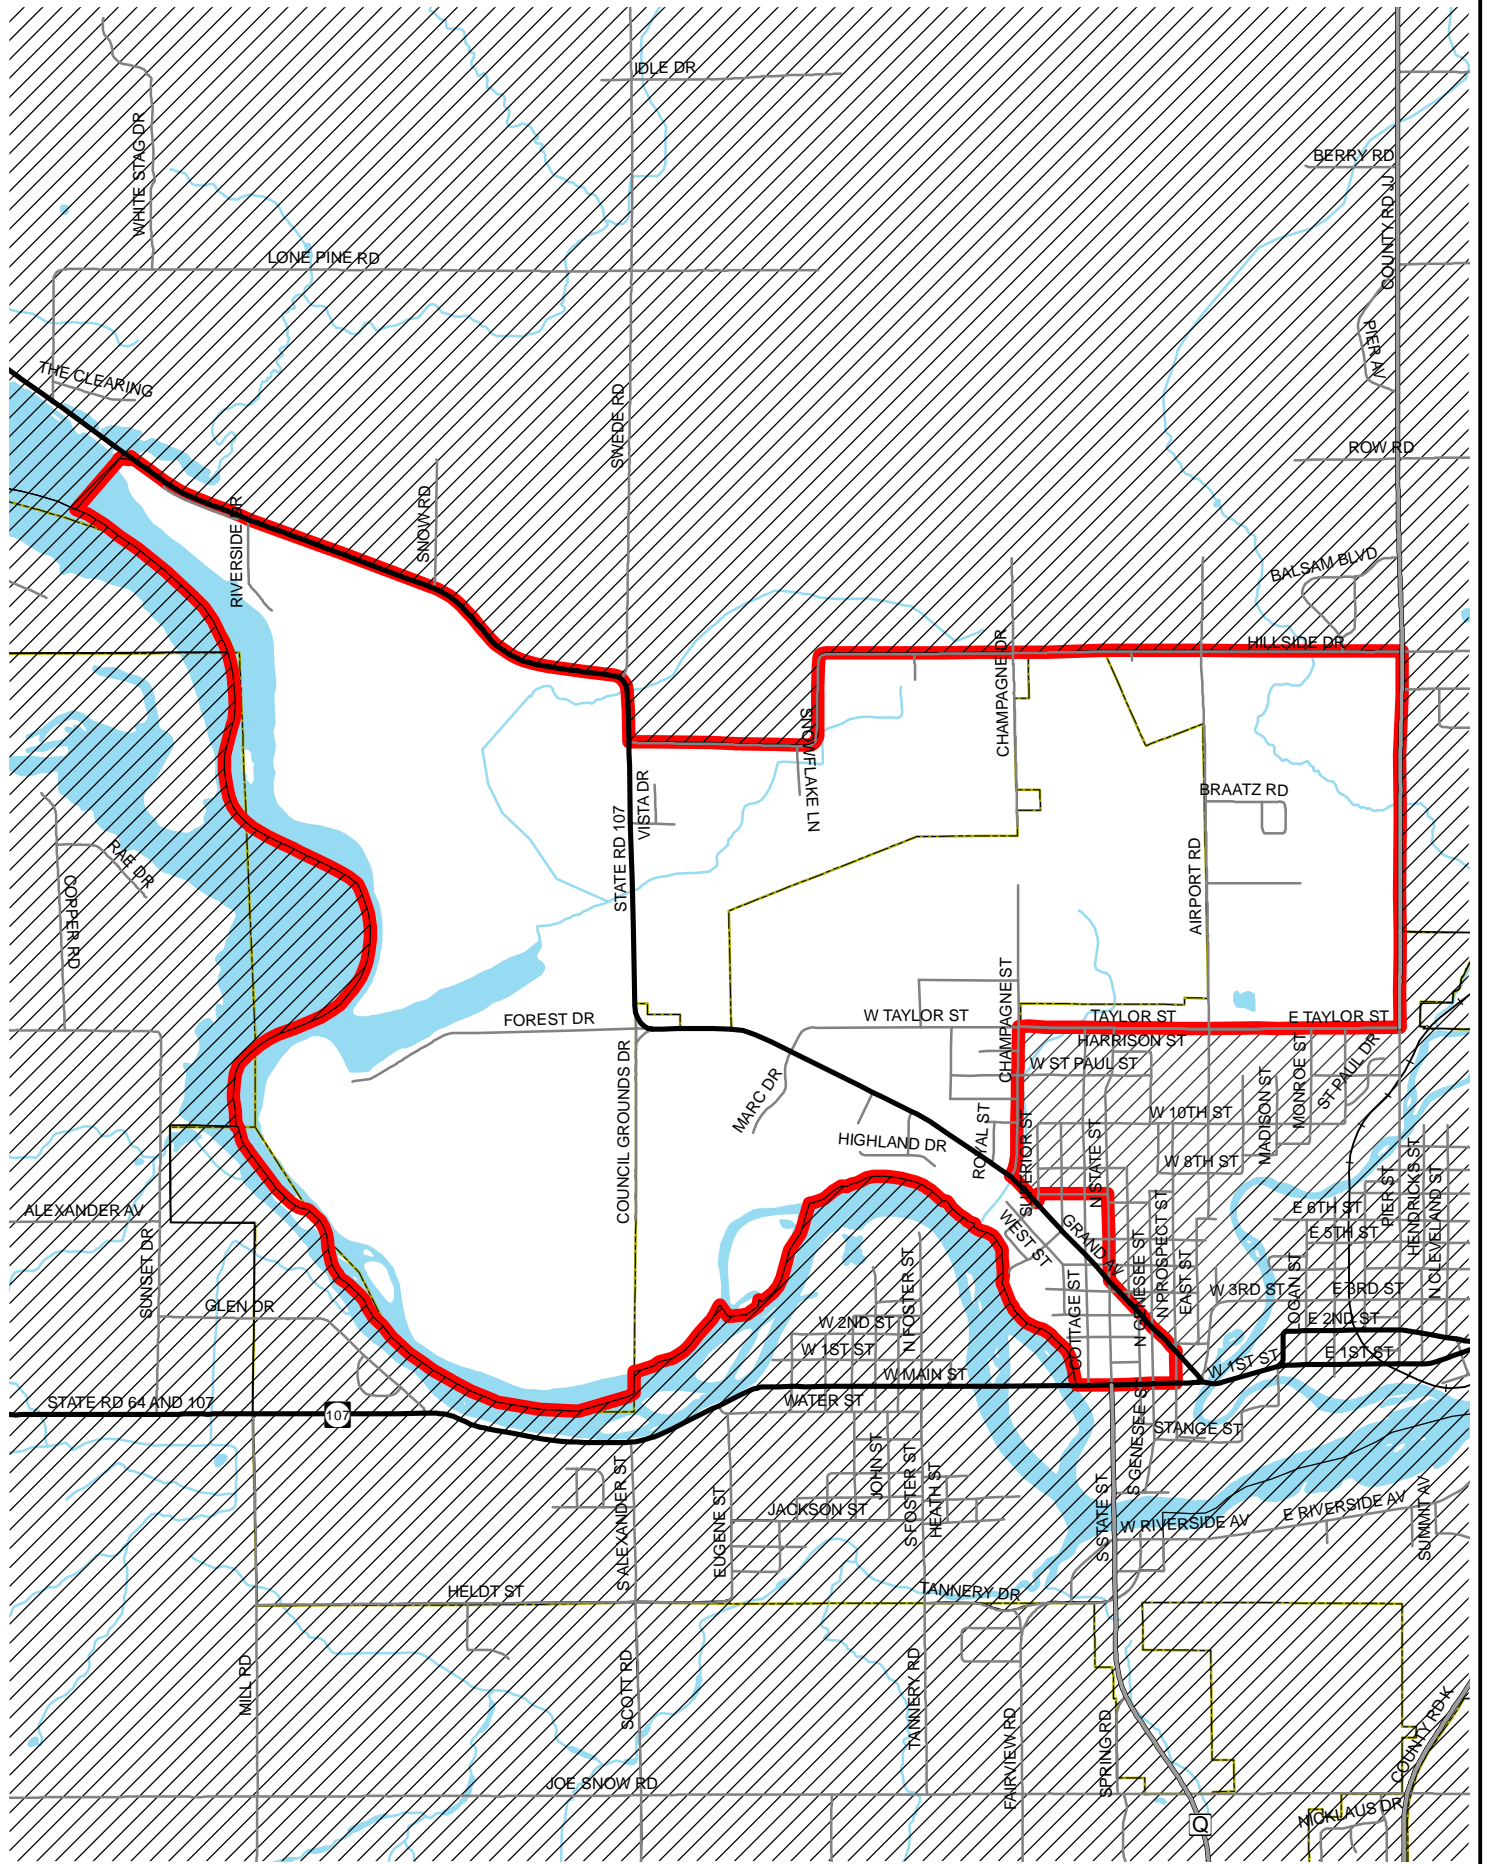 IDLE DR
WHITE STAG DR
BERRY RD
COUNTY RD JJ
LONE PINE RD
PIER AV
THE CLEARING
SWEDE RD
ROW RD
SNOW RD
RIVERSIDE DR
BALSAM BLVD
HILLSIDE DR
CHAMPAGNE DR
SNOWFLAKE LN
VISTA DR
STATE RD 107
BRAATZ RD
RAE DR
COPPER RD
AIRPORT RD
FOREST DR
W TAYLOR ST
CHAMPAGNE ST
TAYLOR ST
E TAYLOR ST
HARRISON ST
W ST PAUL ST
MONROE ST
ST PAUL DR
COUNCIL GROUNDS DR
MARC DR
MADISON ST
W 10TH ST
HIGHLAND DR
ROYAL ST
SUPERIOR ST
N STATE ST
W 8TH ST
PIER ST
HENDRICKS ST
N CLEVELAND ST
ALEXANDER AV
SUNSET DR
WEST ST
GRAND AV
N GENESEE ST
N PROSPECT ST
EAST ST
E 6TH ST
E 5TH ST
GLEN DR
N FOSTER ST
COTTAGE ST
W 3RD ST
OGAN ST
E 3RD ST
W 2ND ST
E 2ND ST
W 1ST ST
W 1ST ST
E 1ST ST
W MAIN ST
STATE RD 64 AND 107
107
WATER ST
S GENESEE S
STANGE ST
JOHN ST
S FOSTER ST
HEATH ST
S ALEXANDER ST
EUGENE ST
JACKSON ST
S STATE ST
W RIVERSIDE AV
E RIVERSIDE AV
SUMMIT AV
HELDT ST
TANNERY DR
MILL RD
SCOTT RD
TANNERY RD
FAIRVIEW RD
SPRING RD
COUNTY RD K
JOE SNOW RD
Q
NICKLAUS DR